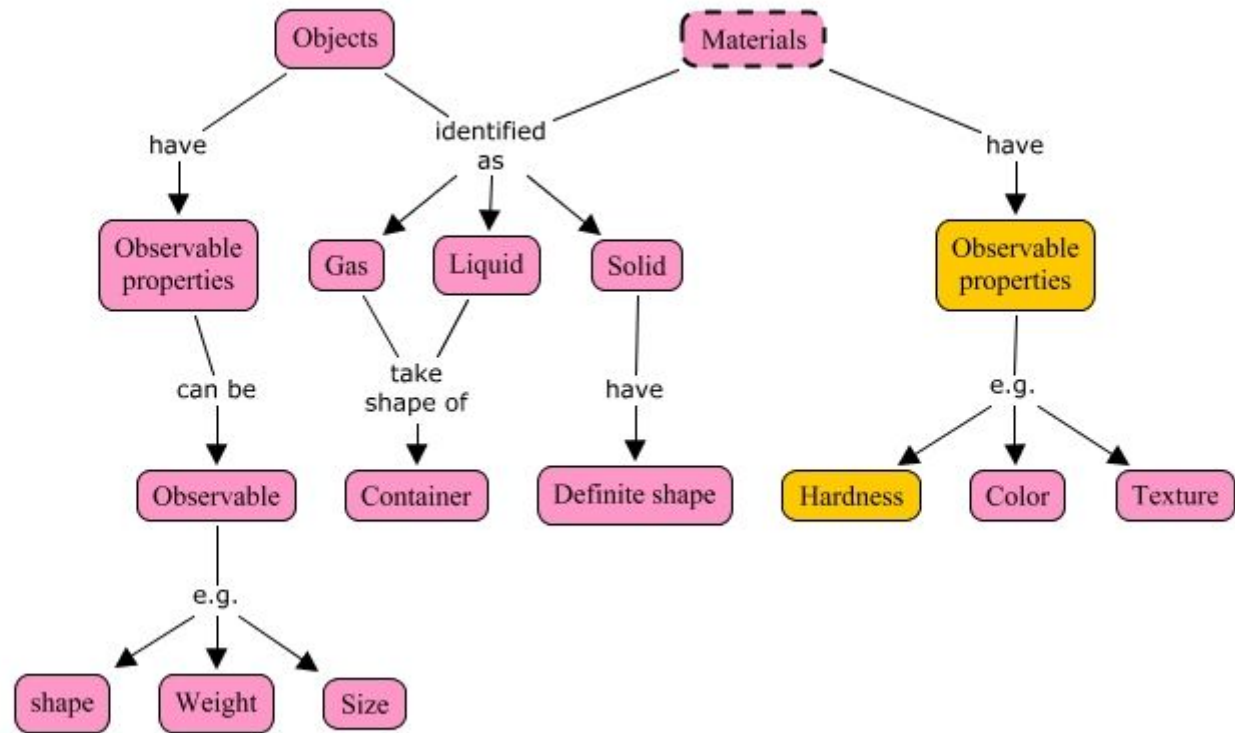 Objects
Materials
identified
as
have
have
Observable
properties
Gas
Liquid
Solid
Observable
properties
can be
take
shape of
have
e.g.
Observable
Container
Definite shape
Hardness
Color
Texture
e.g.
shape
Weight
Size